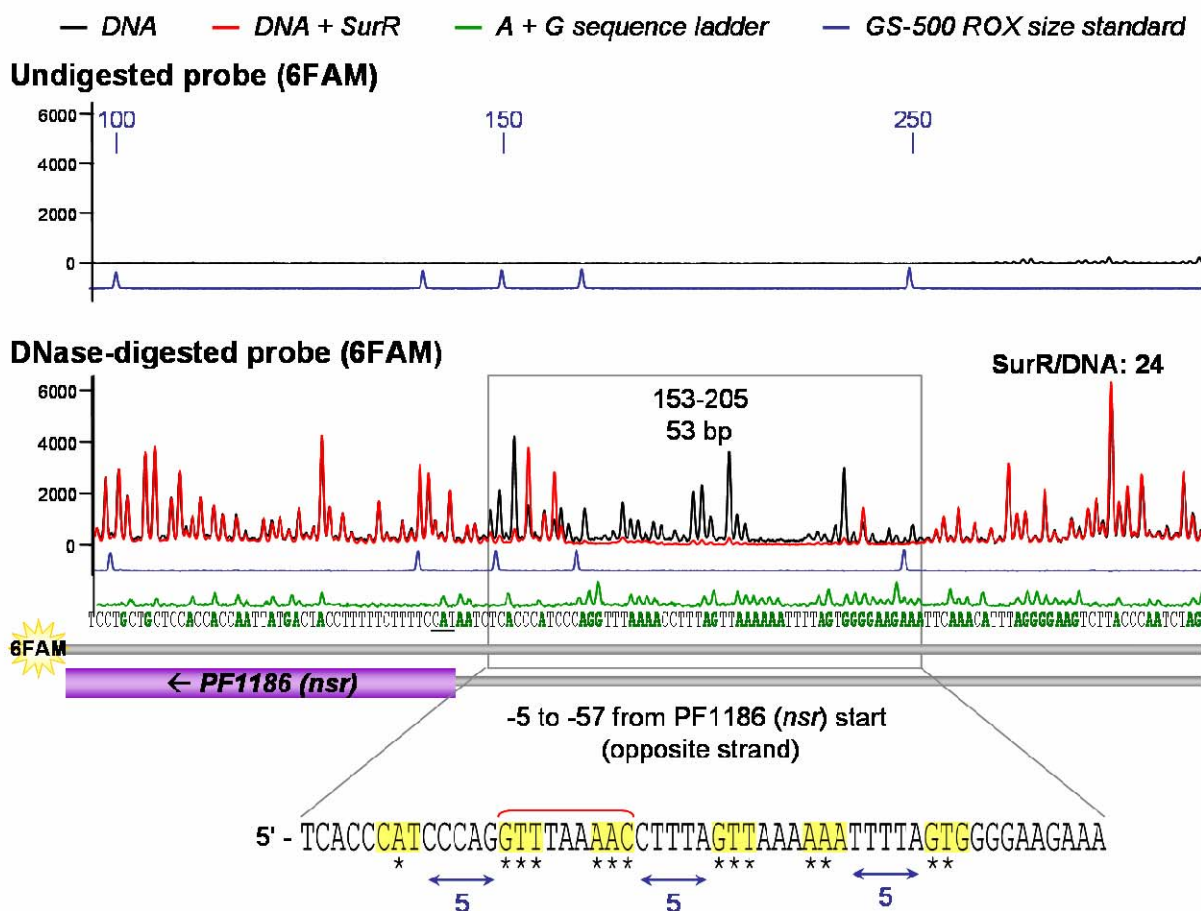 — DNA — DNA + SurR — A + G sequence ladder — GS-500 ROX size standard
Undigested probe (6FAM)
6000
4000
2000
0
100 150 250
DNase-digested probe (6FAM)
SurR/DNA: 24
6000
4000
2000
0
153-205
53 bp
TCCTGCTGCTCCACCACCAATTATGACTACCTTTTTCTTTTCCATAATCTCACCCATCCCAGGTTTAAAACCTTTAGTTAAAAAATTTTAGTGGGGAAGAAATTCAAACATTTAGGGGAAGTCTTACCCAATCTAG
6FAM
← PF1186 (nsr)
-5 to -57 from PF1186 (nsr) start
(opposite strand)
5' - TCACCCATCCCAGGTTTAAAACCTTTAGTTAAAAAATTTTAGTGGGGAAGAAA
* *** *** *** ** **
5 5 5